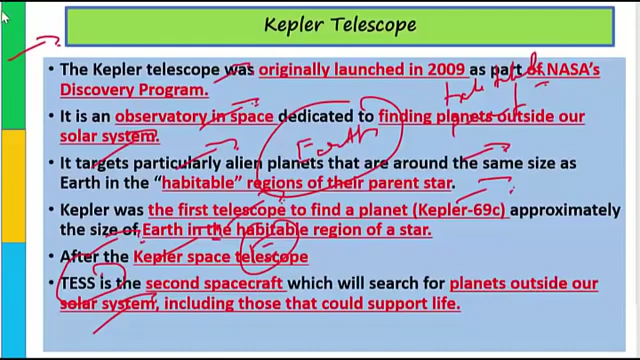 Kepler Telescope
• The Kepler telescope was originally launched in 2009 as part of NASA's
Discovery Program.
• It is an observatory in space dedicated to finding planets outside our
solar system.
• It targets particularly alien planets that are around the same size as
Earth in the “habitable” regions of their parent star.
• Kepler was the first telescope to find a planet (Kepler-69c) approximately
the size of Earth in the habitable region of a star.
• After the Kepler space telescope
• TESS is the second spacecraft which will search for planets outside our
solar system, including those that could support life.
Earth
E